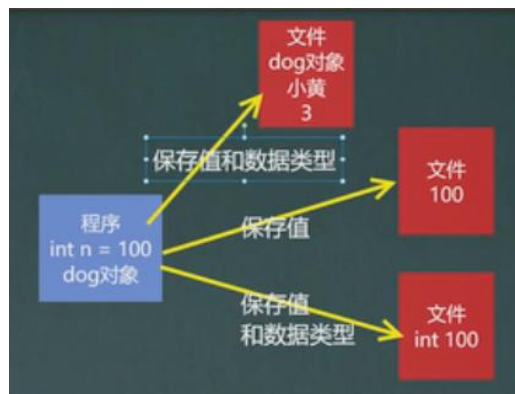 文件
dog对象
小黄
3
保存值和数据类型
文件
100
程序
int n = 100
dog对象
保存值
保存值
和数据类型
文件
int 100